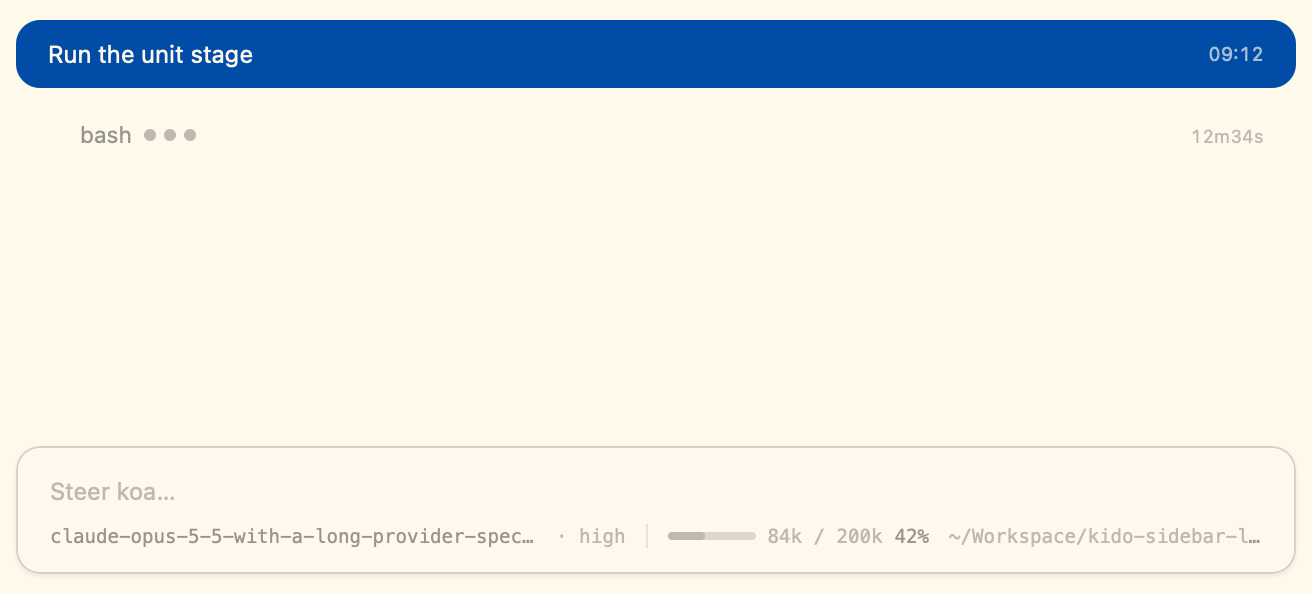 Run the unit stage 09:12
bash 12m34s
Steer koa...
claude-opus-5-5-with-a-long-provider-spec… · high 84k / 200k 42% ~/Workspace/kido-sidebar-l…